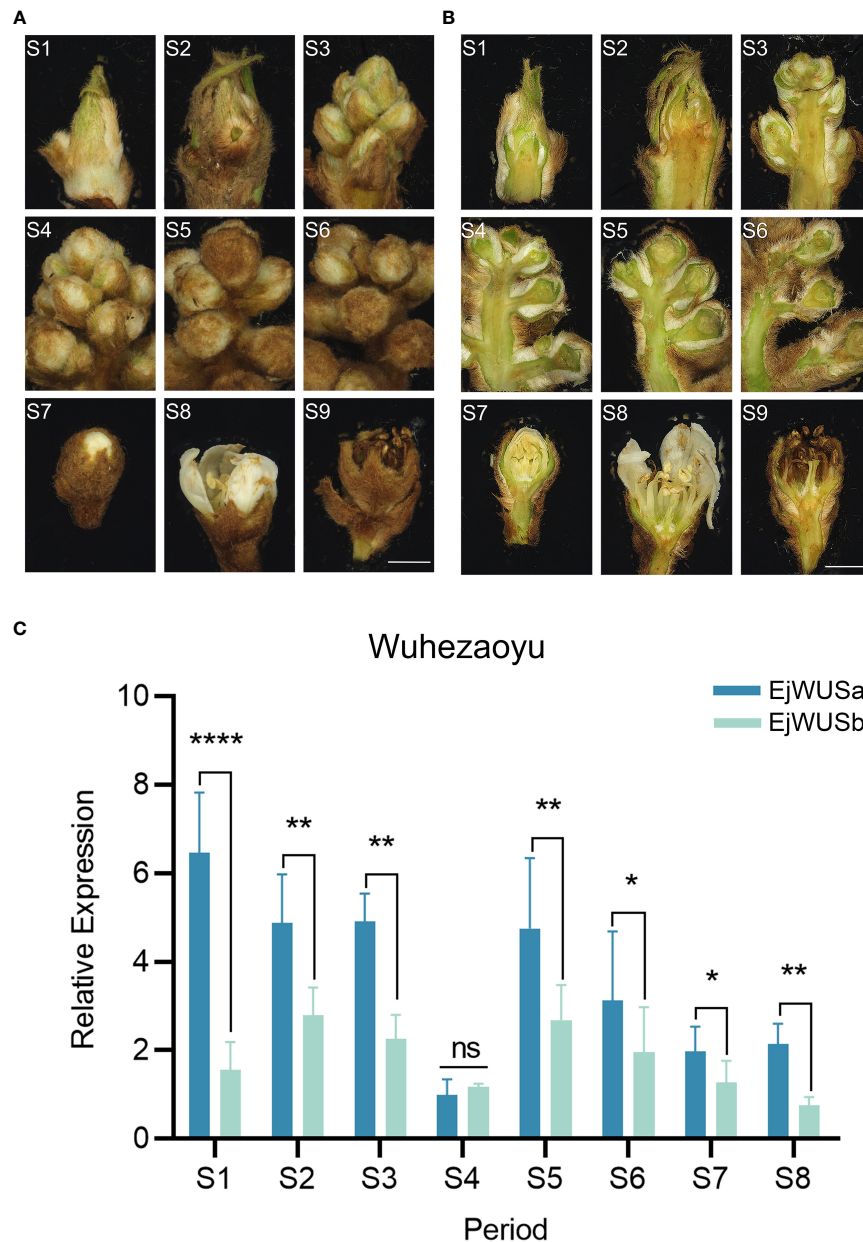 A
B
S1 S2 S3
S1 S2 S3
S4 S5 S6
S4 S5 S6
S7 S8 S9
S7 S8 S9
C
Wuhezaoyu
EjWUSa
EjWUSb
Relative Expression
10
8
6
4
2
0
****
**
**
ns
**
*
*
**
S1 S2 S3 S4 S5 S6 S7 S8
Period